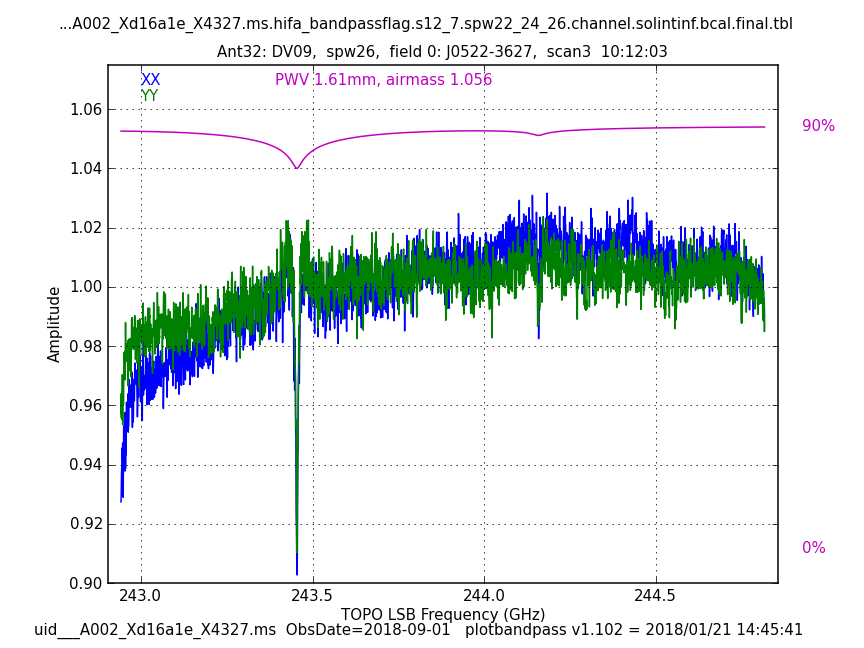 ...A002_Xd16a1e_X4327.ms.hifa_bandpassflag.s12_7.spw22_24_26.channel.solintinf.bcal.final.tbl
Ant32: DV09,  spw26,  field 0: J0522-3627,  scan3  10:12:03
XX
PWV 1.61mm, airmass 1.056
YY
1.06
90%
1.04
1.02
1.00
Amplitude
0.98
0.96
0.94
0.92
0%
0.90
243.0 243.5 244.0 244.5
TOPO LSB Frequency (GHz)
uid___A002_Xd16a1e_X4327.ms  ObsDate=2018-09-01   plotbandpass v1.102 = 2018/01/21 14:45:41